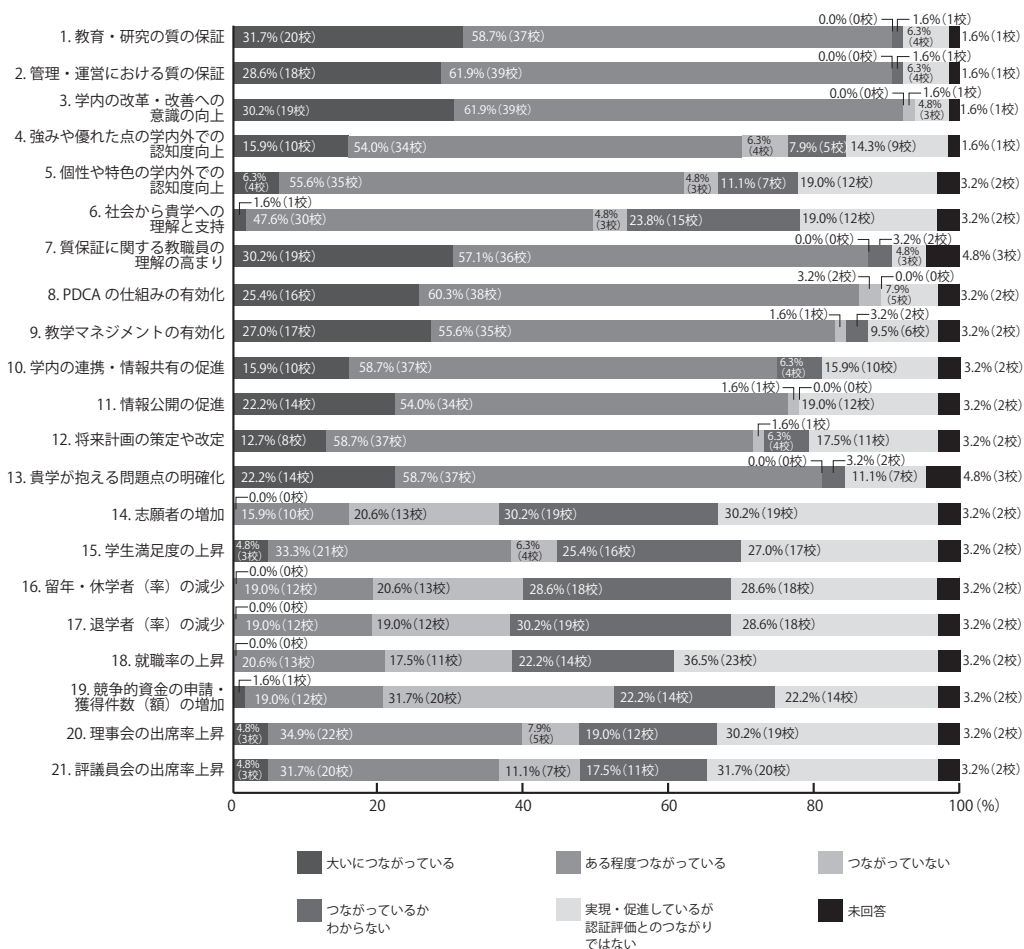 0.0%(0校) 1.6%(1校)
1. 教育・研究の質の保証 31.7%(20校) 58.7%(37校) 6.3%(4校) 1.6%(1校)
0.0%(0校) 1.6%(1校)
2. 管理・運営における質の保証 28.6%(18校) 61.9%(39校) 6.3%(4校) 1.6%(1校)
0.0%(0校) 1.6%(1校)
3. 学内の改革・改善への
意識の向上 30.2%(19校) 61.9%(39校) 4.8%(3校) 1.6%(1校)
4. 強みや優れた点の学内外での
認知度向上 15.9%(10校) 54.0%(34校) 6.3%(4校) 7.9%(5校) 14.3%(9校) 1.6%(1校)
5. 個性や特色の学内外での
認知度向上 6.3%(4校) 55.6%(35校) 4.8%(3校) 11.1%(7校) 19.0%(12校) 3.2%(2校)
1.6%(1校)
6. 社会から貴学への
理解と支持 47.6%(30校) 4.8%(3校) 23.8%(15校) 19.0%(12校) 3.2%(2校)
0.0%(0校) 3.2%(2校)
7. 質保証に関する教職員の
理解の高まり 30.2%(19校) 57.1%(36校) 4.8%(3校) 4.8%(3校)
3.2%(2校) 0.0%(0校)
8. PDCA の仕組みの有効化 25.4%(16校) 60.3%(38校) 7.9%(5校) 3.2%(2校)
1.6%(1校) 3.2%(2校)
9. 教学マネジメントの有効化 27.0%(17校) 55.6%(35校) 9.5%(6校) 3.2%(2校)
10. 学内の連携・情報共有の促進 15.9%(10校) 58.7%(37校) 6.3%(4校) 15.9%(10校) 3.2%(2校)
1.6%(1校) 0.0%(0校)
11. 情報公開の促進 22.2%(14校) 54.0%(34校) 19.0%(12校) 3.2%(2校)
1.6%(1校)
12. 将来計画の策定や改定 12.7%(8校) 58.7%(37校) 6.3%(4校) 17.5%(11校) 3.2%(2校)
0.0%(0校) 3.2%(2校)
13. 貴学が抱える問題点の明確化 22.2%(14校) 58.7%(37校) 11.1%(7校) 4.8%(3校)
0.0%(0校)
14. 志願者の増加 15.9%(10校) 20.6%(13校) 30.2%(19校) 30.2%(19校) 3.2%(2校)
15. 学生満足度の上昇 4.8%(3校) 33.3%(21校) 6.3%(4校) 25.4%(16校) 27.0%(17校) 3.2%(2校)
0.0%(0校)
16. 留年・休学者（率）の減少 19.0%(12校) 20.6%(13校) 28.6%(18校) 28.6%(18校) 3.2%(2校)
0.0%(0校)
17. 退学者（率）の減少 19.0%(12校) 19.0%(12校) 30.2%(19校) 28.6%(18校) 3.2%(2校)
0.0%(0校)
18. 就職率の上昇 20.6%(13校) 17.5%(11校) 22.2%(14校) 36.5%(23校) 3.2%(2校)
1.6%(1校)
19. 競争的資金の申請・
獲得件数（額）の増加 19.0%(12校) 31.7%(20校) 22.2%(14校) 22.2%(14校) 3.2%(2校)
20. 理事会の出席率上昇 4.8%(3校) 34.9%(22校) 7.9%(5校) 19.0%(12校) 30.2%(19校) 3.2%(2校)
21. 評議員会の出席率上昇 4.8%(3校) 31.7%(20校) 11.1%(7校) 17.5%(11校) 31.7%(20校) 3.2%(2校)
0 20 40 60 80 100 (%)
大いにつながっている ある程度つながっている つながっていない
つながっているか
わからない
実現・促進しているが
認証評価とのつながり
ではない
未回答